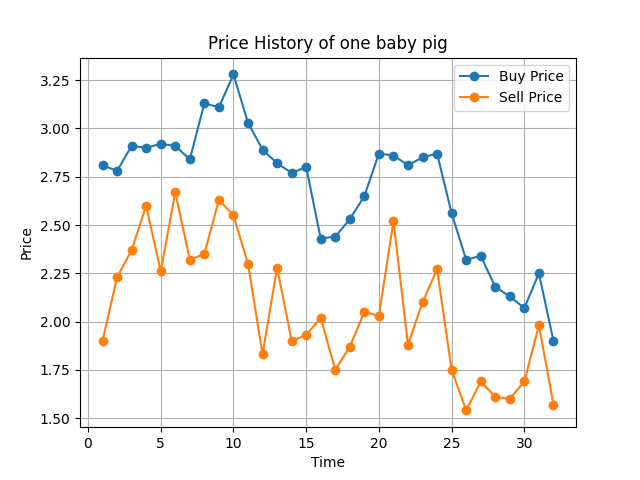 Price History of one baby pig
Buy Price
Sell Price
3.25
3.00
2.75
2.50
2.25
2.00
1.75
1.50
Price
0 5 10 15 20 25 30
Time